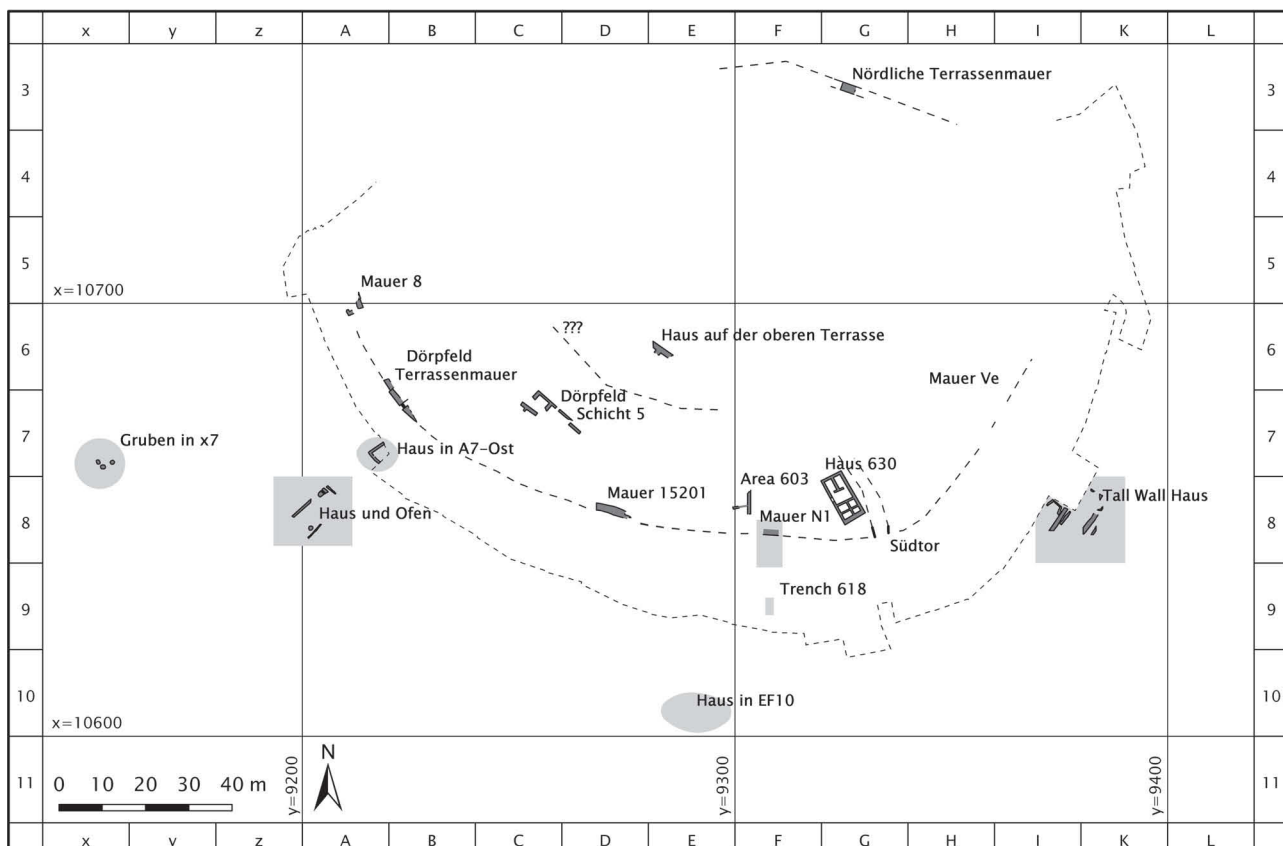 x y z A B C D E F G H I K L
3 Nördliche Terrassenmauer 3
4 4
5 5
Mauer 8
x=10700
6 ??? Haus auf der oberen Terrasse 6
Dörpfeld
Terrassenmauer
Mauer Ve
Dörpfeld
Schicht 5
7 7
Gruben in x7
Haus in A7-Ost
Haus 630
Area 603
Mauer 15201
Tall Wall Haus
8 Haus und Ofen 8
Mauer N1
Südtor
Trench 618
9 9
10 Haus in EF10 10
x=10600
y=9200 y=9300 y=9400
N
11 0 10 20 30 40 m 11
x y z A B C D E F G H I K L